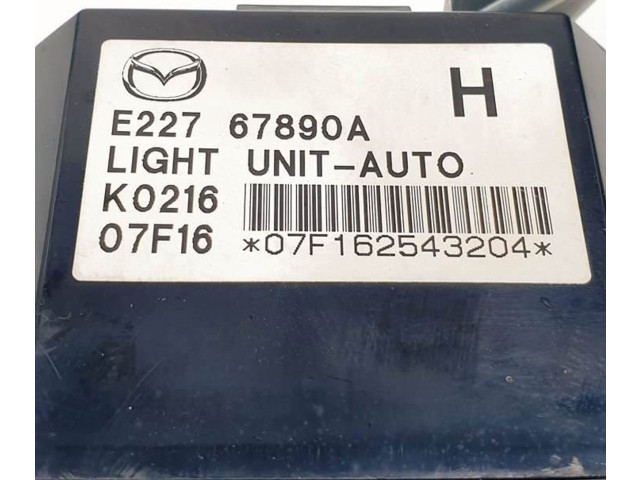 H
E227 67890A
LIGHT UNIT-AUTO
K0216
07F16 *07F162543204*